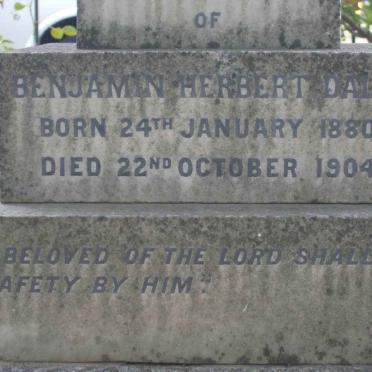 OF
BENJAMIN HERBERT DAI
BORN 24TH JANUARY 1880
DIED 22ND OCTOBER 1904
BELOVED OF THE LORD SHALL
AFETY BY HIM."